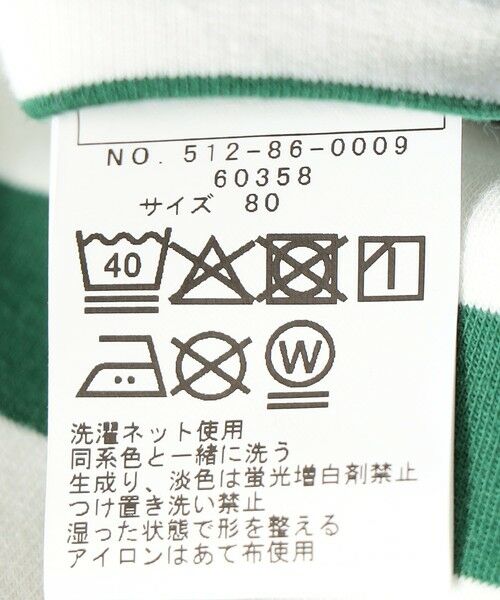 NO. 512-86-0009
60358
サイズ 80
40
W
洗濯ネット使用
同系色と一緒に洗う
生成り、淡色は蛍光増白剤禁止
つけ置き洗い禁止
湿った状態で形を整える
アイロンはあて布使用